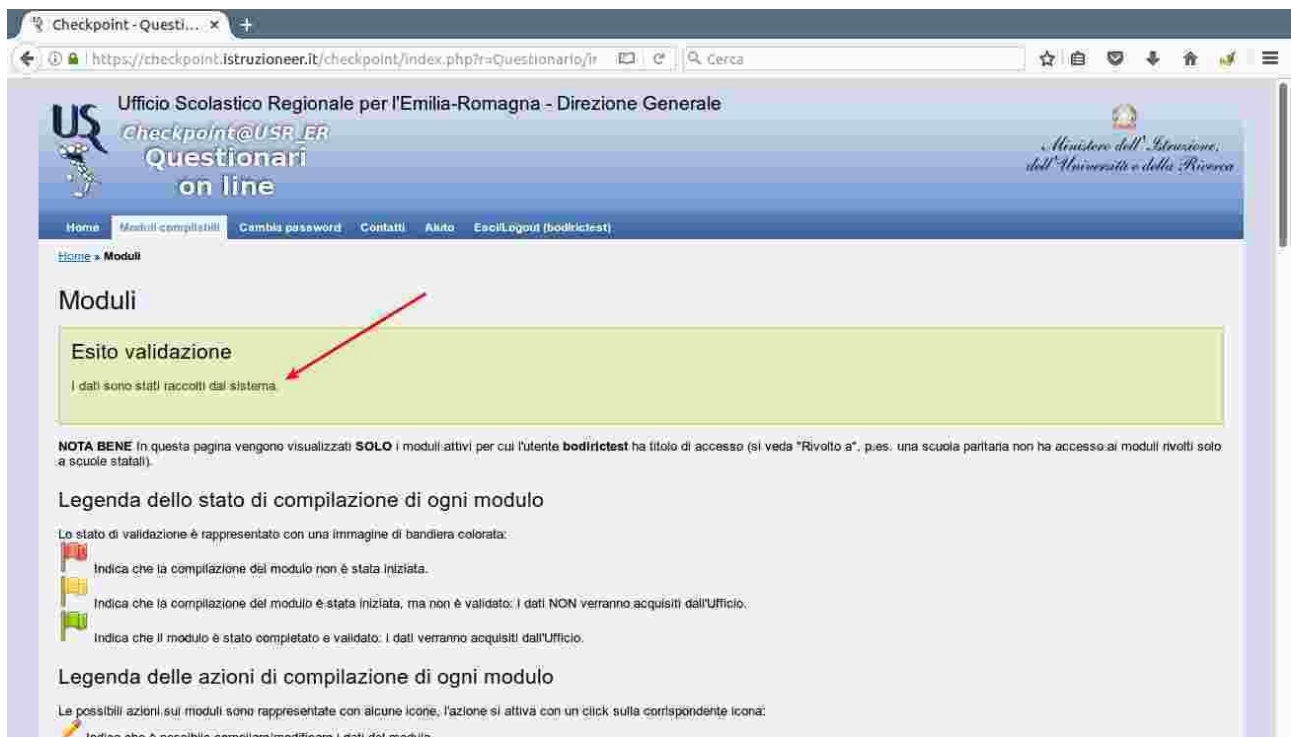 Checkpoint - Questi... ×
https://checkpoint.istruzioneer.it/checkpoint/index.php?r=Questionario/ir
Cerca
Ufficio Scolastico Regionale per l'Emilia-Romagna - Direzione Generale
US
Checkpoint@USR_ER
Questionari
on line
Ministero dell'Istruzione,
dell'Università e della Ricerca
Home Moduli compilabili Cambia password Contatti Aiuto Esci/Logout (bodirictest)
Home » Moduli
Moduli
Esito validazione
I dati sono stati raccolti dal sistema.
NOTA BENE In questa pagina vengono visualizzati SOLO i moduli attivi per cui l'utente bodirictest ha titolo di accesso (si veda "Rivolto a", p.es. una scuola paritaria non ha accesso ai moduli rivolti solo
a scuole statali).
Legenda dello stato di compilazione di ogni modulo
Lo stato di validazione è rappresentato con una immagine di bandiera colorata:
Indica che la compilazione del modulo non è stata iniziata.
Indica che la compilazione del modulo è stata iniziata, ma non è validato: i dati NON verranno acquisiti dall'Ufficio.
Indica che il modulo è stato completato e validato: i dati verranno acquisiti dall'Ufficio.
Legenda delle azioni di compilazione di ogni modulo
Le possibili azioni sui moduli sono rappresentate con alcune icone, l'azione si attiva con un click sulla corrispondente icona:
Indica che è possibile compilare/modificare i dati del modulo